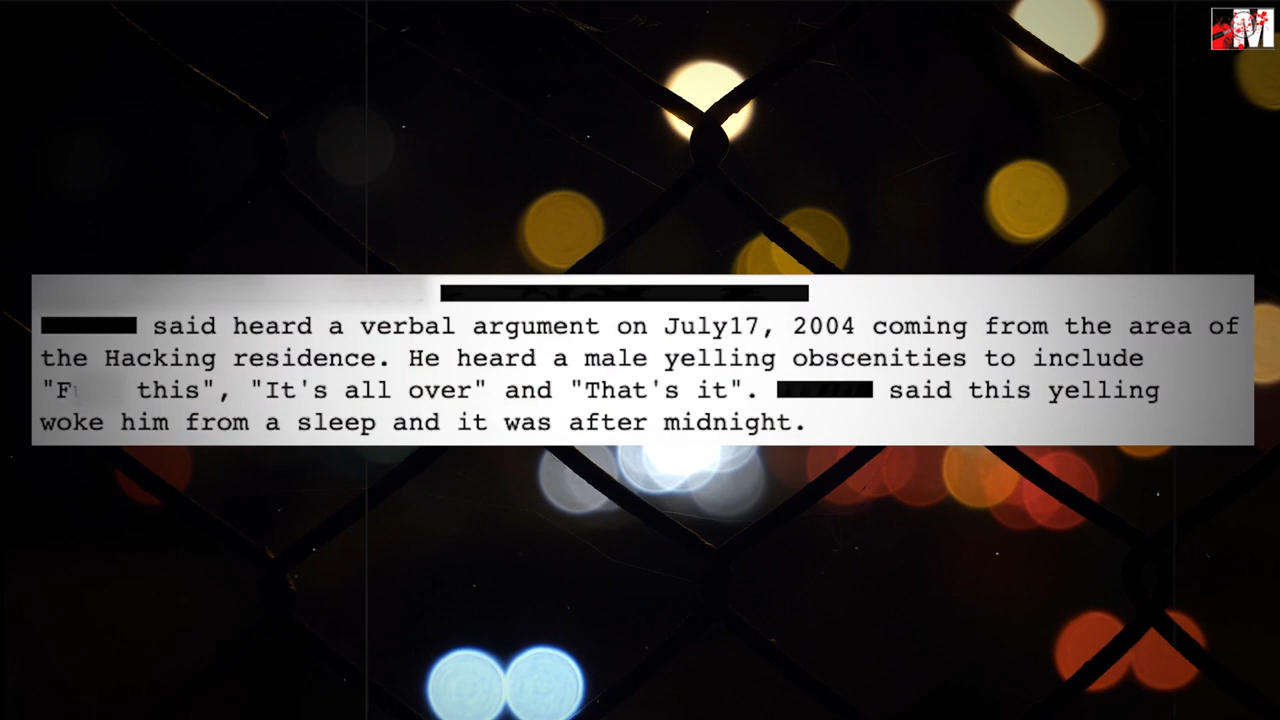 said heard a verbal argument on July17, 2004 coming from the area of
the Hacking residence. He heard a male yelling obscenities to include
"F this", "It's all over" and "That's it". said this yelling
woke him from a sleep and it was after midnight.
M